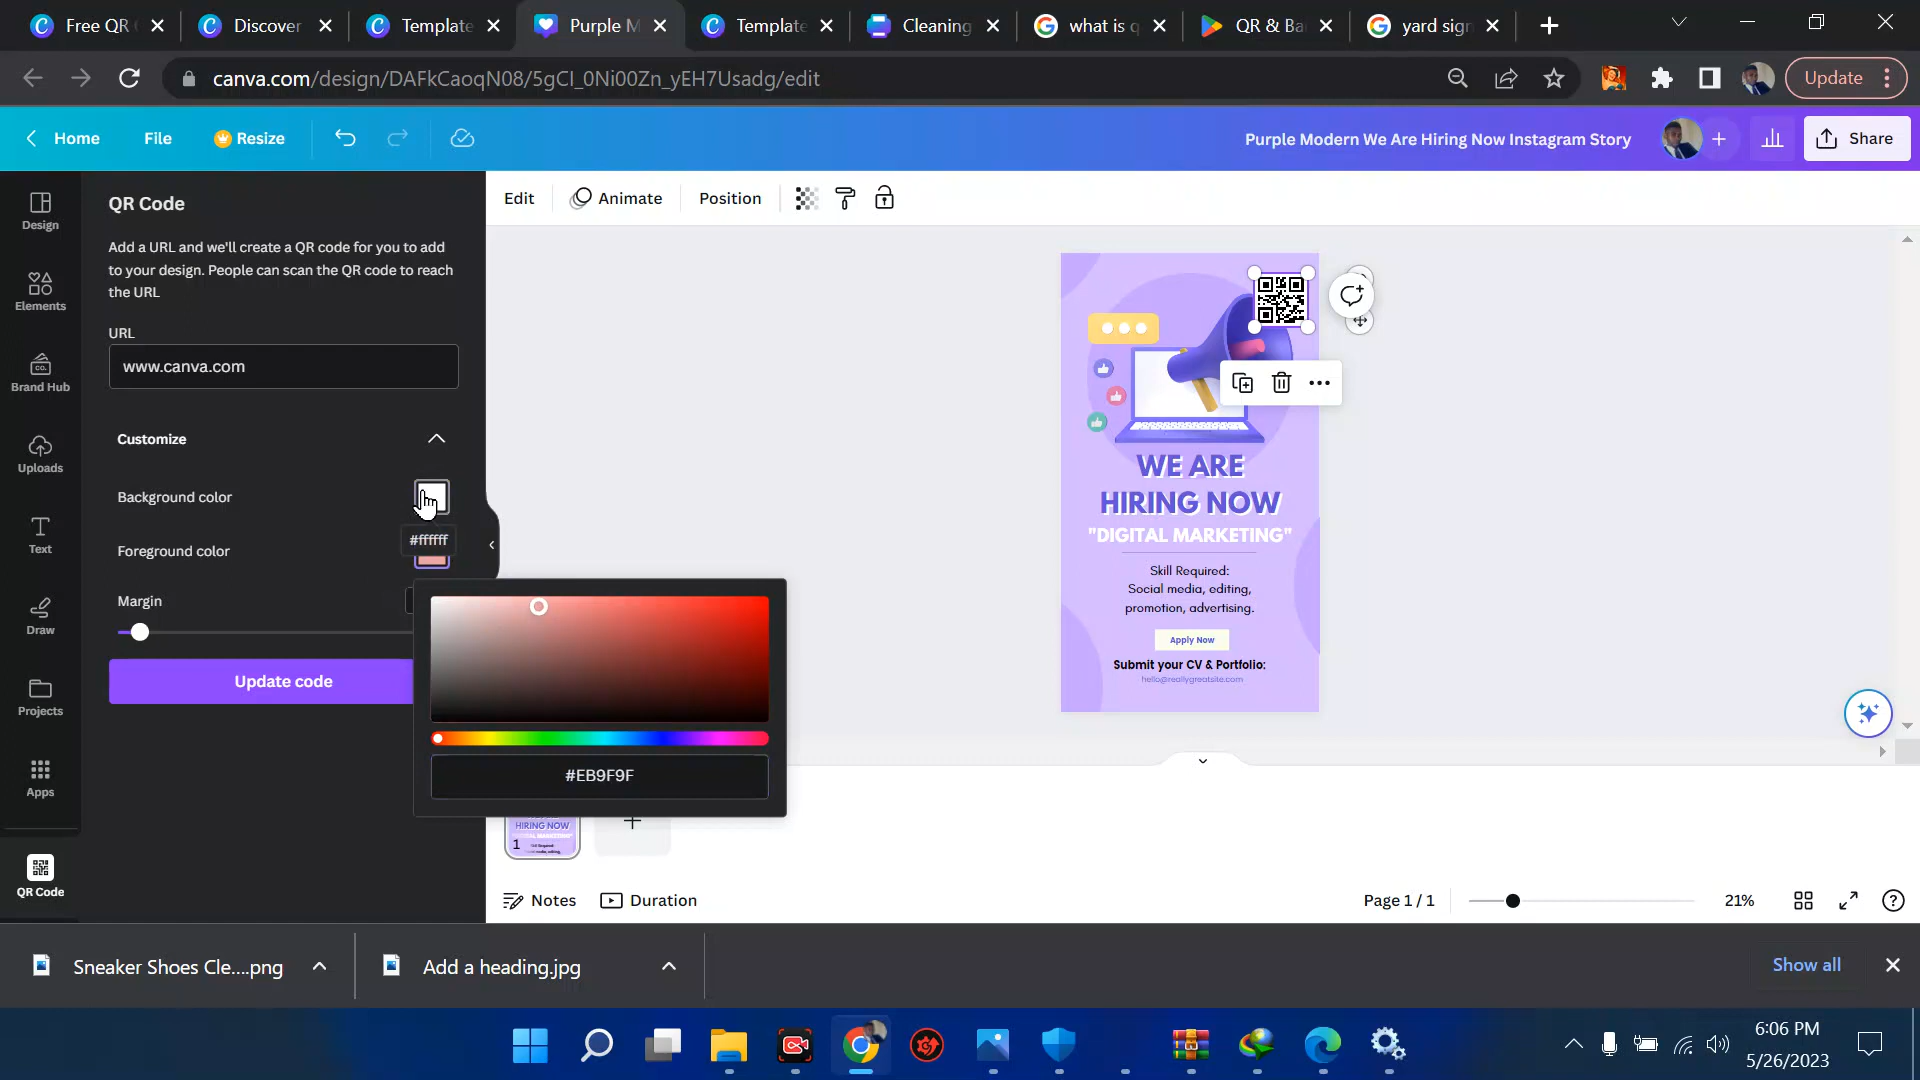 Free QR
Discover
Template
Purple M
Template
Cleaning
what is q
QR & Ba
yard sign
canva.com/design/DAFkCaoqN08/5gCI_0Ni00Zn_yEH7Usadg/edit
Update
Home
File
Resize
Purple Modern We Are Hiring Now Instagram Story
Share
Design
Elements
Brand Hub
Uploads
Text
Draw
Projects
Apps
QR Code
QR Code
Add a URL and we'll create a QR code for you to add
to your design. People can scan the QR code to reach
the URL
URL
www.canva.com
Customize
Background color
#ffffff
Foreground color
Margin
Update code
#EB9F9F
Edit
Animate
Position
WE ARE
HIRING NOW
"DIGITAL MARKETING"
Skill Required:
Social media, editing,
promotion, advertising.
Apply Now
Submit your CV & Portfolio:
hello@reallygreatsite.com
HIRING NOW
1
Notes
Duration
Page 1 / 1
21%
Sneaker Shoes Cle....png
Add a heading.jpg
Show all
6:06 PM
5/26/2023